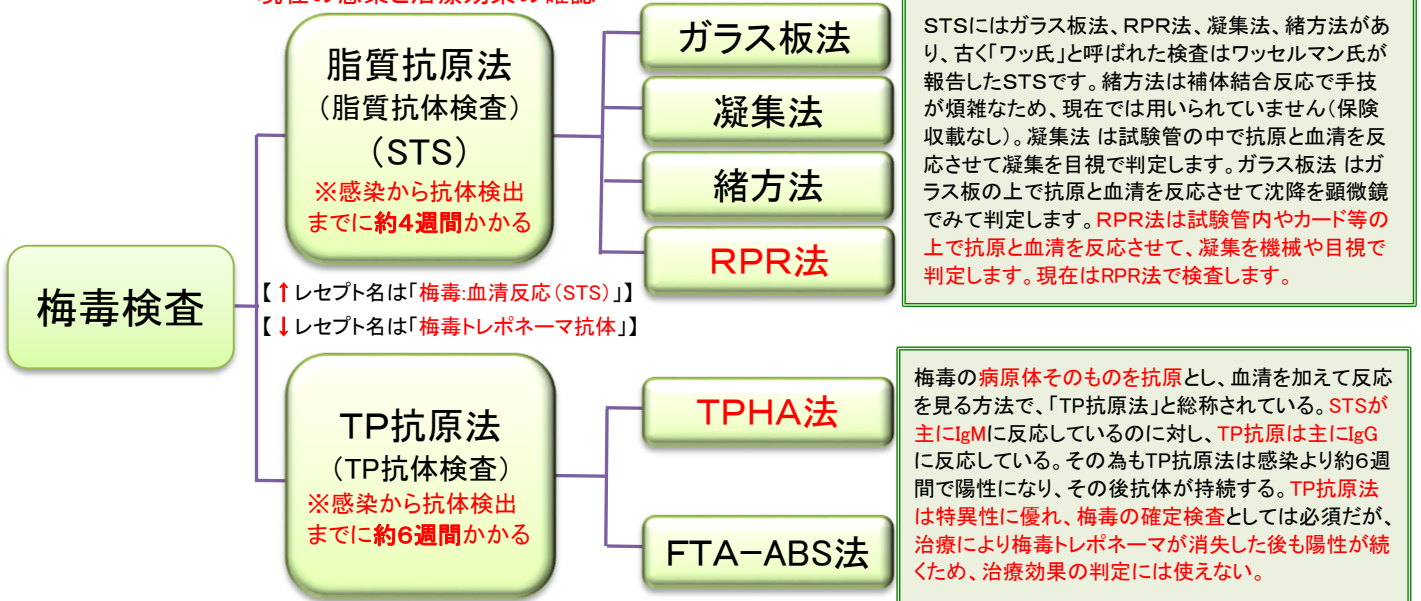 脂質抗原法
（脂質抗体検査）
（STS）
※感染から抗体検出
までに約4週間かかる
ガラス板法
凝集法
緒方法
RPR法
STSにはガラス板法、RPR法、凝集法、緒方法があ
り、古く「ワッ氏」と呼ばれた検査はワッセルマン氏が
報告したSTSです。緒方法は補体結合反応で手技
が煩雑なため、現在では用いられていません（保険
収載なし）。凝集法 は試験管の中で抗原と血清を反
応させて凝集を目視で判定します。ガラス板法 はガ
ラス板の上で抗原と血清を反応させて沈降を顕微鏡
でみて判定します。RPR法は試験管内やカード等の
上で抗原と血清を反応させて、凝集を機械や目視で
判定します。現在はRPR法で検査します。
梅毒検査
【↑レセプト名は「梅毒:血清反応（STS）」】
【↓レセプト名は「梅毒トレポネーマ抗体」】
TP抗原法
（TP抗体検査）
※感染から抗体検出
までに約6週間かかる
TPHA法
FTA－ABS法
梅毒の病原体そのものを抗原とし、血清を加えて反応
を見る方法で、「TP抗原法」と総称されている。STSが
主にIgMに反応しているのに対し、TP抗原は主にIgG
に反応している。その為もTP抗原法は感染より約6週
間で陽性になり、その後抗体が持続する。TP抗原法
は特異性に優れ、梅毒の確定検査としては必須だが、
治療により梅毒トレポネーマが消失した後も陽性が続
くため、治療効果の判定には使えない。